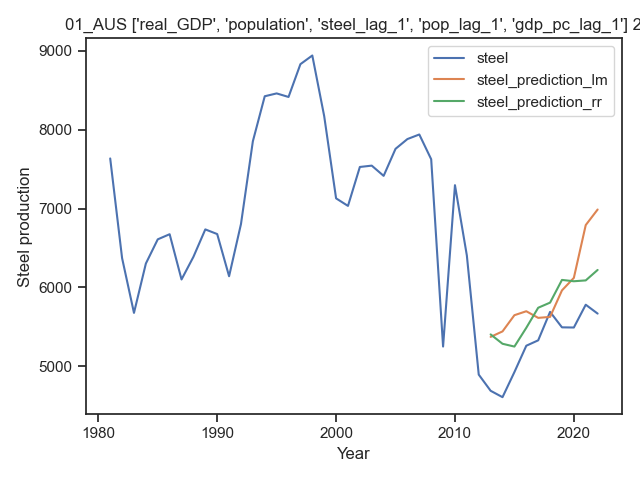 01_AUS ['real_GDP', 'population', 'steel_lag_1', 'pop_lag_1', 'gdp_pc_lag_1'] 2
steel
steel_prediction_lm
steel_prediction_rr
9000
8000
7000
6000
5000
Steel production
1980
1990
2000
2010
2020
Year